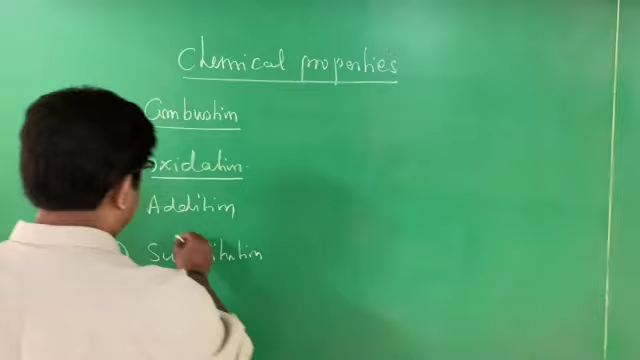 Chemical properties
Combustion
Oxidation
Addition